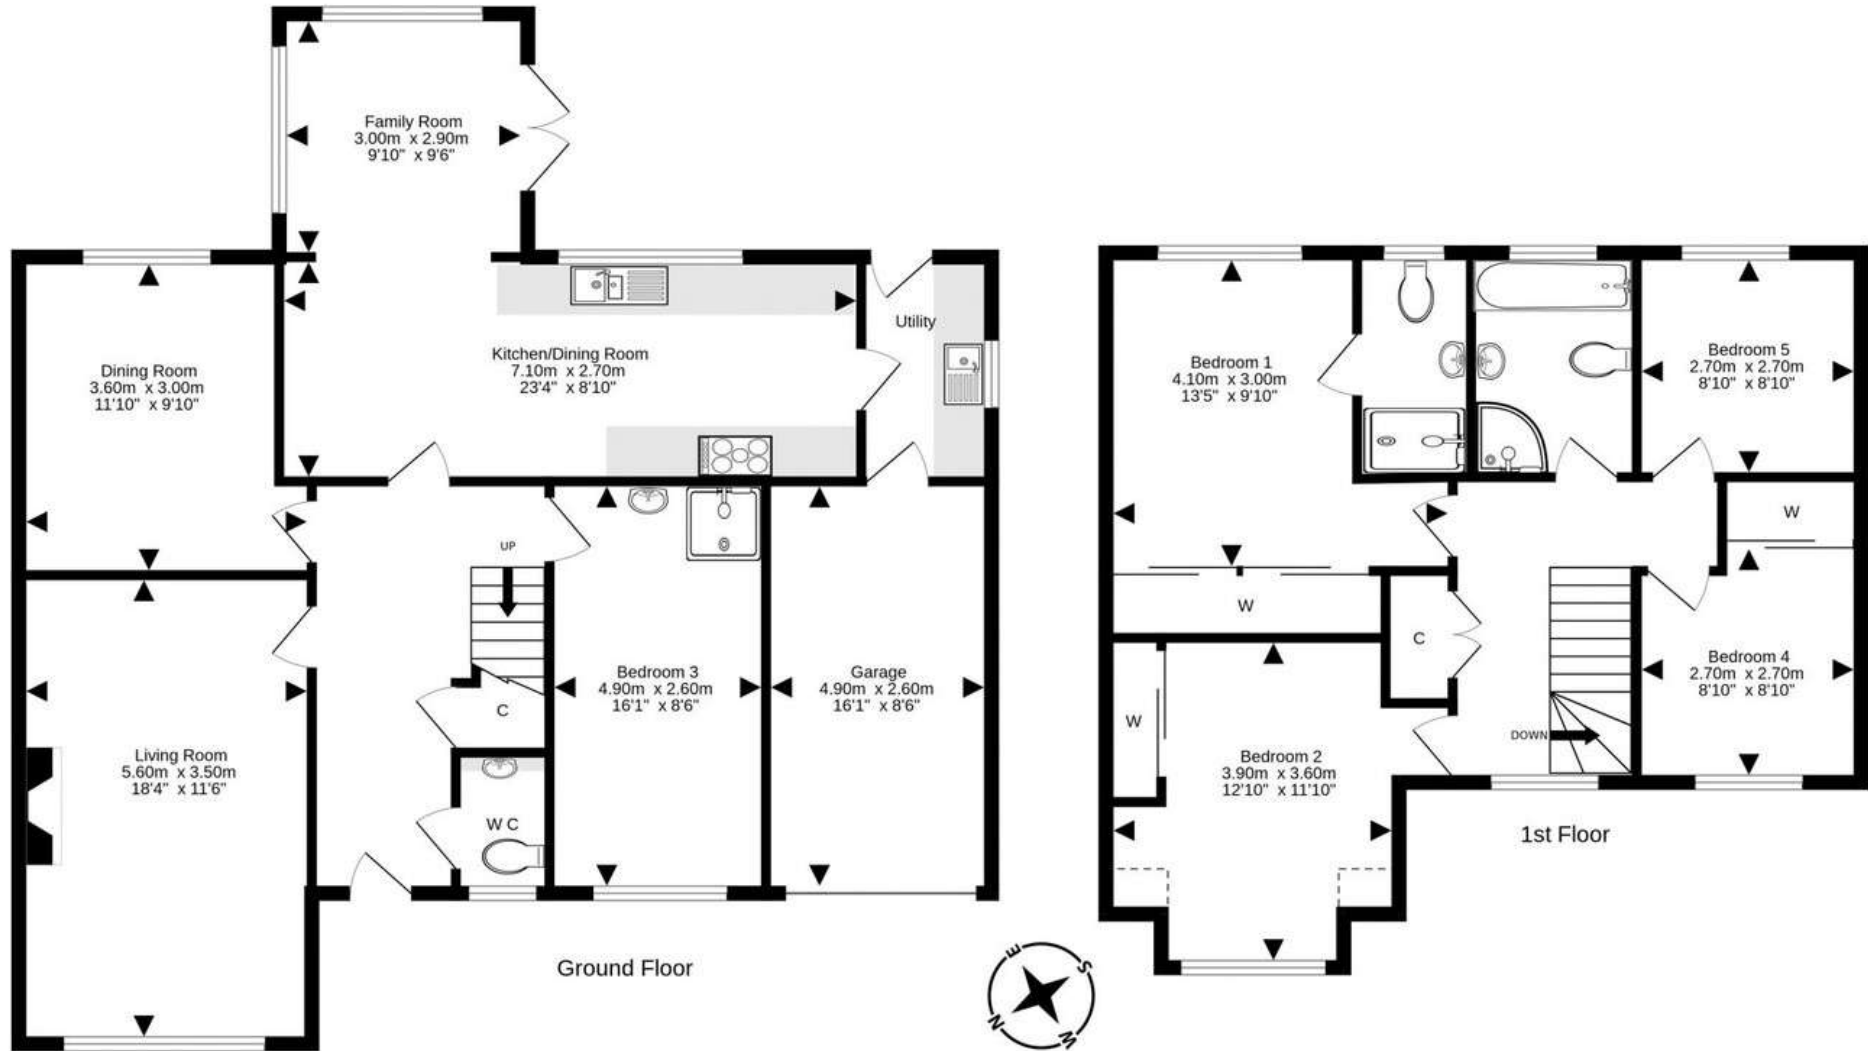 Family Room
3.00m x 2.90m
9'10" x 9'6"
Dining Room
3.60m x 3.00m
11'10" x 9'10"
Kitchen/Dining Room
7.10m x 2.70m
23'4" x 8'10"
Utility
UP
Living Room
5.60m x 3.50m
18'4" x 11'6"
C
W C
Bedroom 3
4.90m x 2.60m
16'1" x 8'6"
Garage
4.90m x 2.60m
16'1" x 8'6"
Ground Floor
E
S
N
W
Bedroom 1
4.10m x 3.00m
13'5" x 9'10"
Bedroom 5
2.70m x 2.70m
8'10" x 8'10"
W
W
C
Bedroom 4
2.70m x 2.70m
8'10" x 8'10"
W
Bedroom 2
3.90m x 3.60m
12'10" x 11'10"
DOWN
1st Floor